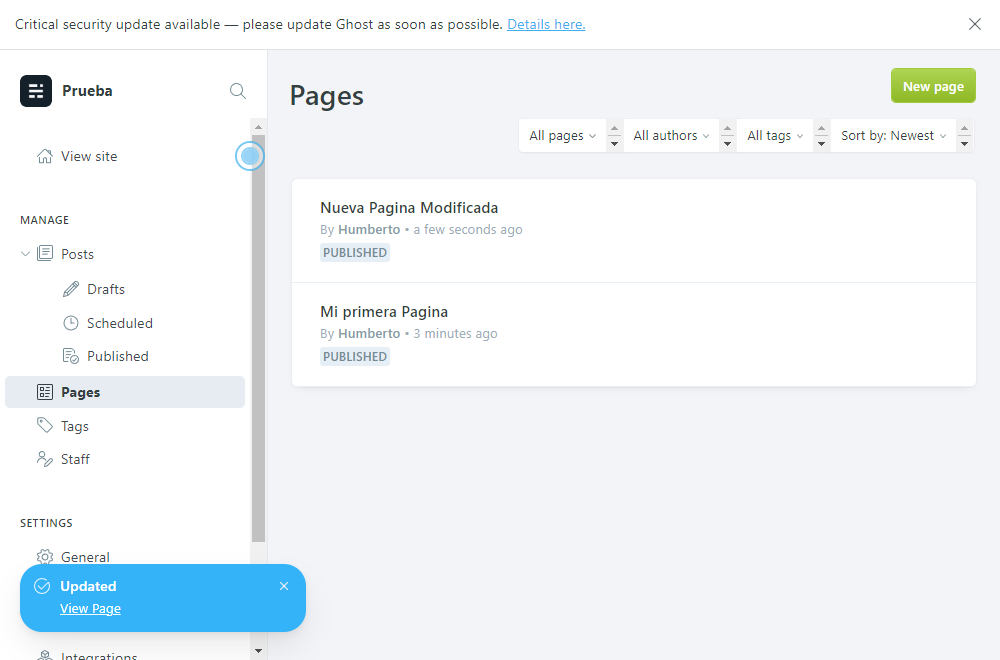 Critical security update available — please update Ghost as soon as possible. Details here.
Prueba
View site
MANAGE
Posts
Drafts
Scheduled
Published
Pages
Tags
Staff
SETTINGS
General
Updated
View Page
Integrations
Pages
New page
All pages
All authors
All tags
Sort by: Newest
Nueva Pagina Modificada
By Humberto • a few seconds ago
PUBLISHED
Mi primera Pagina
By Humberto • 3 minutes ago
PUBLISHED